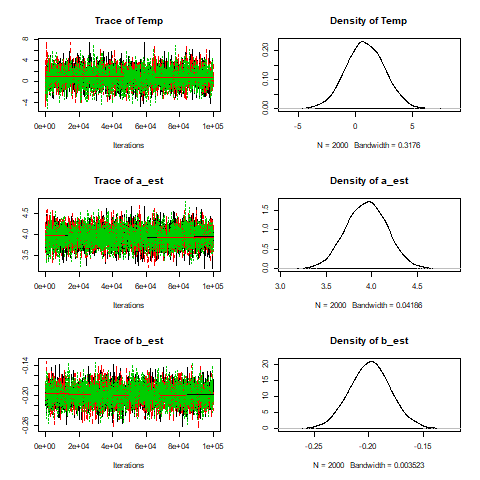 Trace of Temp
8
4
0
-4
0e+00 2e+04 4e+04 6e+04 8e+04 1e+05
Iterations
Density of Temp
0.20
0.10
0.00
-5 0 5
N = 2000 Bandwidth = 0.3176
Trace of a_est
4.5
4.0
3.5
0e+00 2e+04 4e+04 6e+04 8e+04 1e+05
Iterations
Density of a_est
1.5
1.0
0.5
0.0
3.0 3.5 4.0 4.5
N = 2000 Bandwidth = 0.04186
Trace of b_est
-0.14
-0.20
-0.26
0e+00 2e+04 4e+04 6e+04 8e+04 1e+05
Iterations
Density of b_est
20
15
10
5
0
-0.25 -0.20 -0.15
N = 2000 Bandwidth = 0.003523